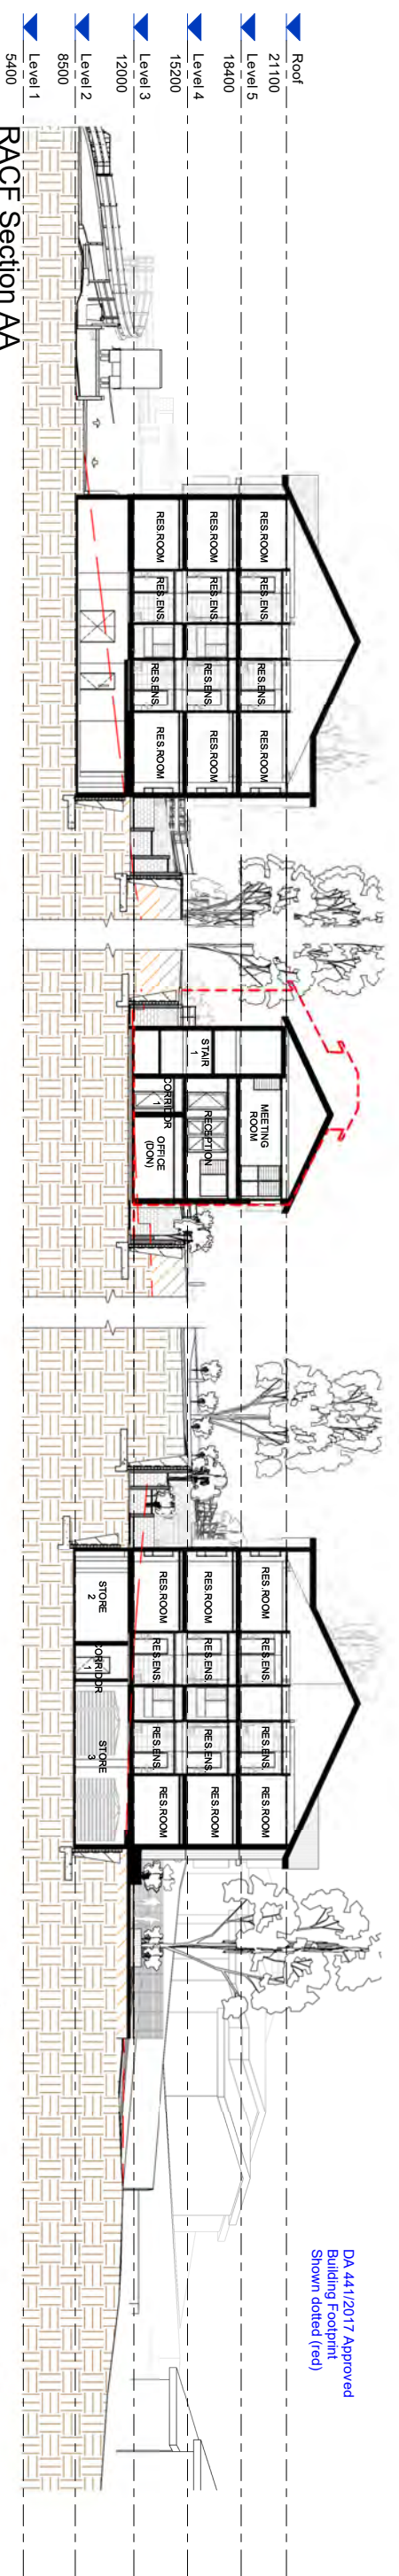 Roof
21100
Level 5
18400
Level 4
15200
Level 3
12000
Level 2
8500
Level 1
5400
RES.ROOM
RES.ENS.
RES.ENS.
RES.ROOM
RES.ROOM
RES.ENS.
RES.ENS.
RES.ROOM
RES.ROOM
RES.ENS.
RES.ENS.
RES.ROOM
MEETING
ROOM
STAIR
1
RECEPTION
CORRIDOR
1
OFFICE
(DON)
RES.ROOM
RES.ENS.
RES.ENS.
RES.ROOM
RES.ROOM
RES.ENS.
RES.ENS.
RES.ROOM
RES.ROOM
RES.ENS.
RES.ENS.
RES.ROOM
STORE
2
CORRIDOR
1
STORE
3
DA 441/2017 Approved
Building Footprint
Shown dotted (red)
RACF Section AA